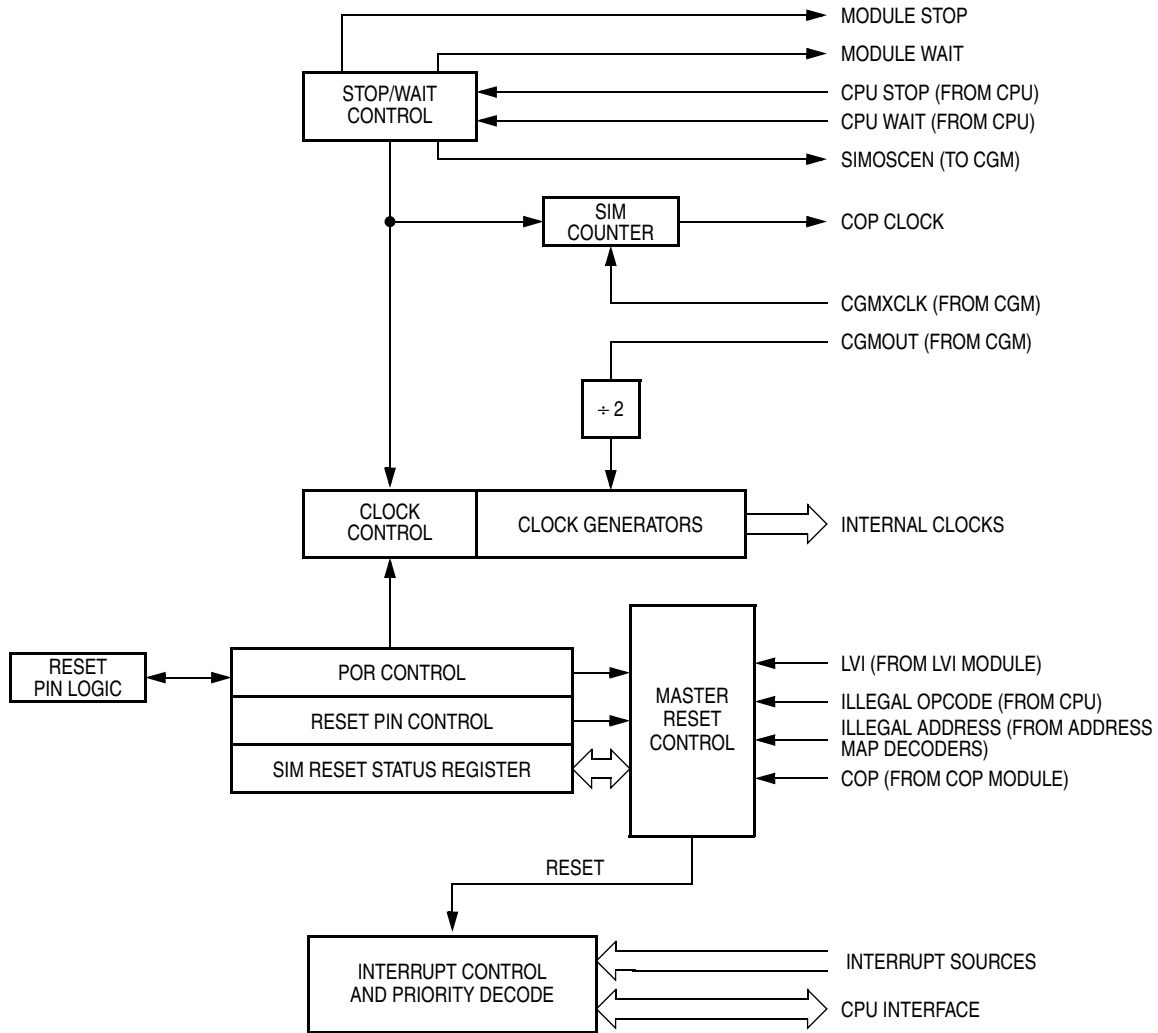 MODULE STOP
MODULE WAIT
STOP/WAIT
CONTROL
CPU STOP (FROM CPU)
CPU WAIT (FROM CPU)
SIMOSCEN (TO CGM)
SIM
COUNTER
COP CLOCK
CGMXCLK (FROM CGM)
CGMOUT (FROM CGM)
÷ 2
CLOCK
CONTROL
CLOCK GENERATORS
INTERNAL CLOCKS
RESET
PIN LOGIC
POR CONTROL
RESET PIN CONTROL
SIM RESET STATUS REGISTER
MASTER
RESET
CONTROL
LVI (FROM LVI MODULE)
ILLEGAL OPCODE (FROM CPU)
ILLEGAL ADDRESS (FROM ADDRESS
MAP DECODERS)
COP (FROM COP MODULE)
RESET
INTERRUPT CONTROL
AND PRIORITY DECODE
INTERRUPT SOURCES
CPU INTERFACE